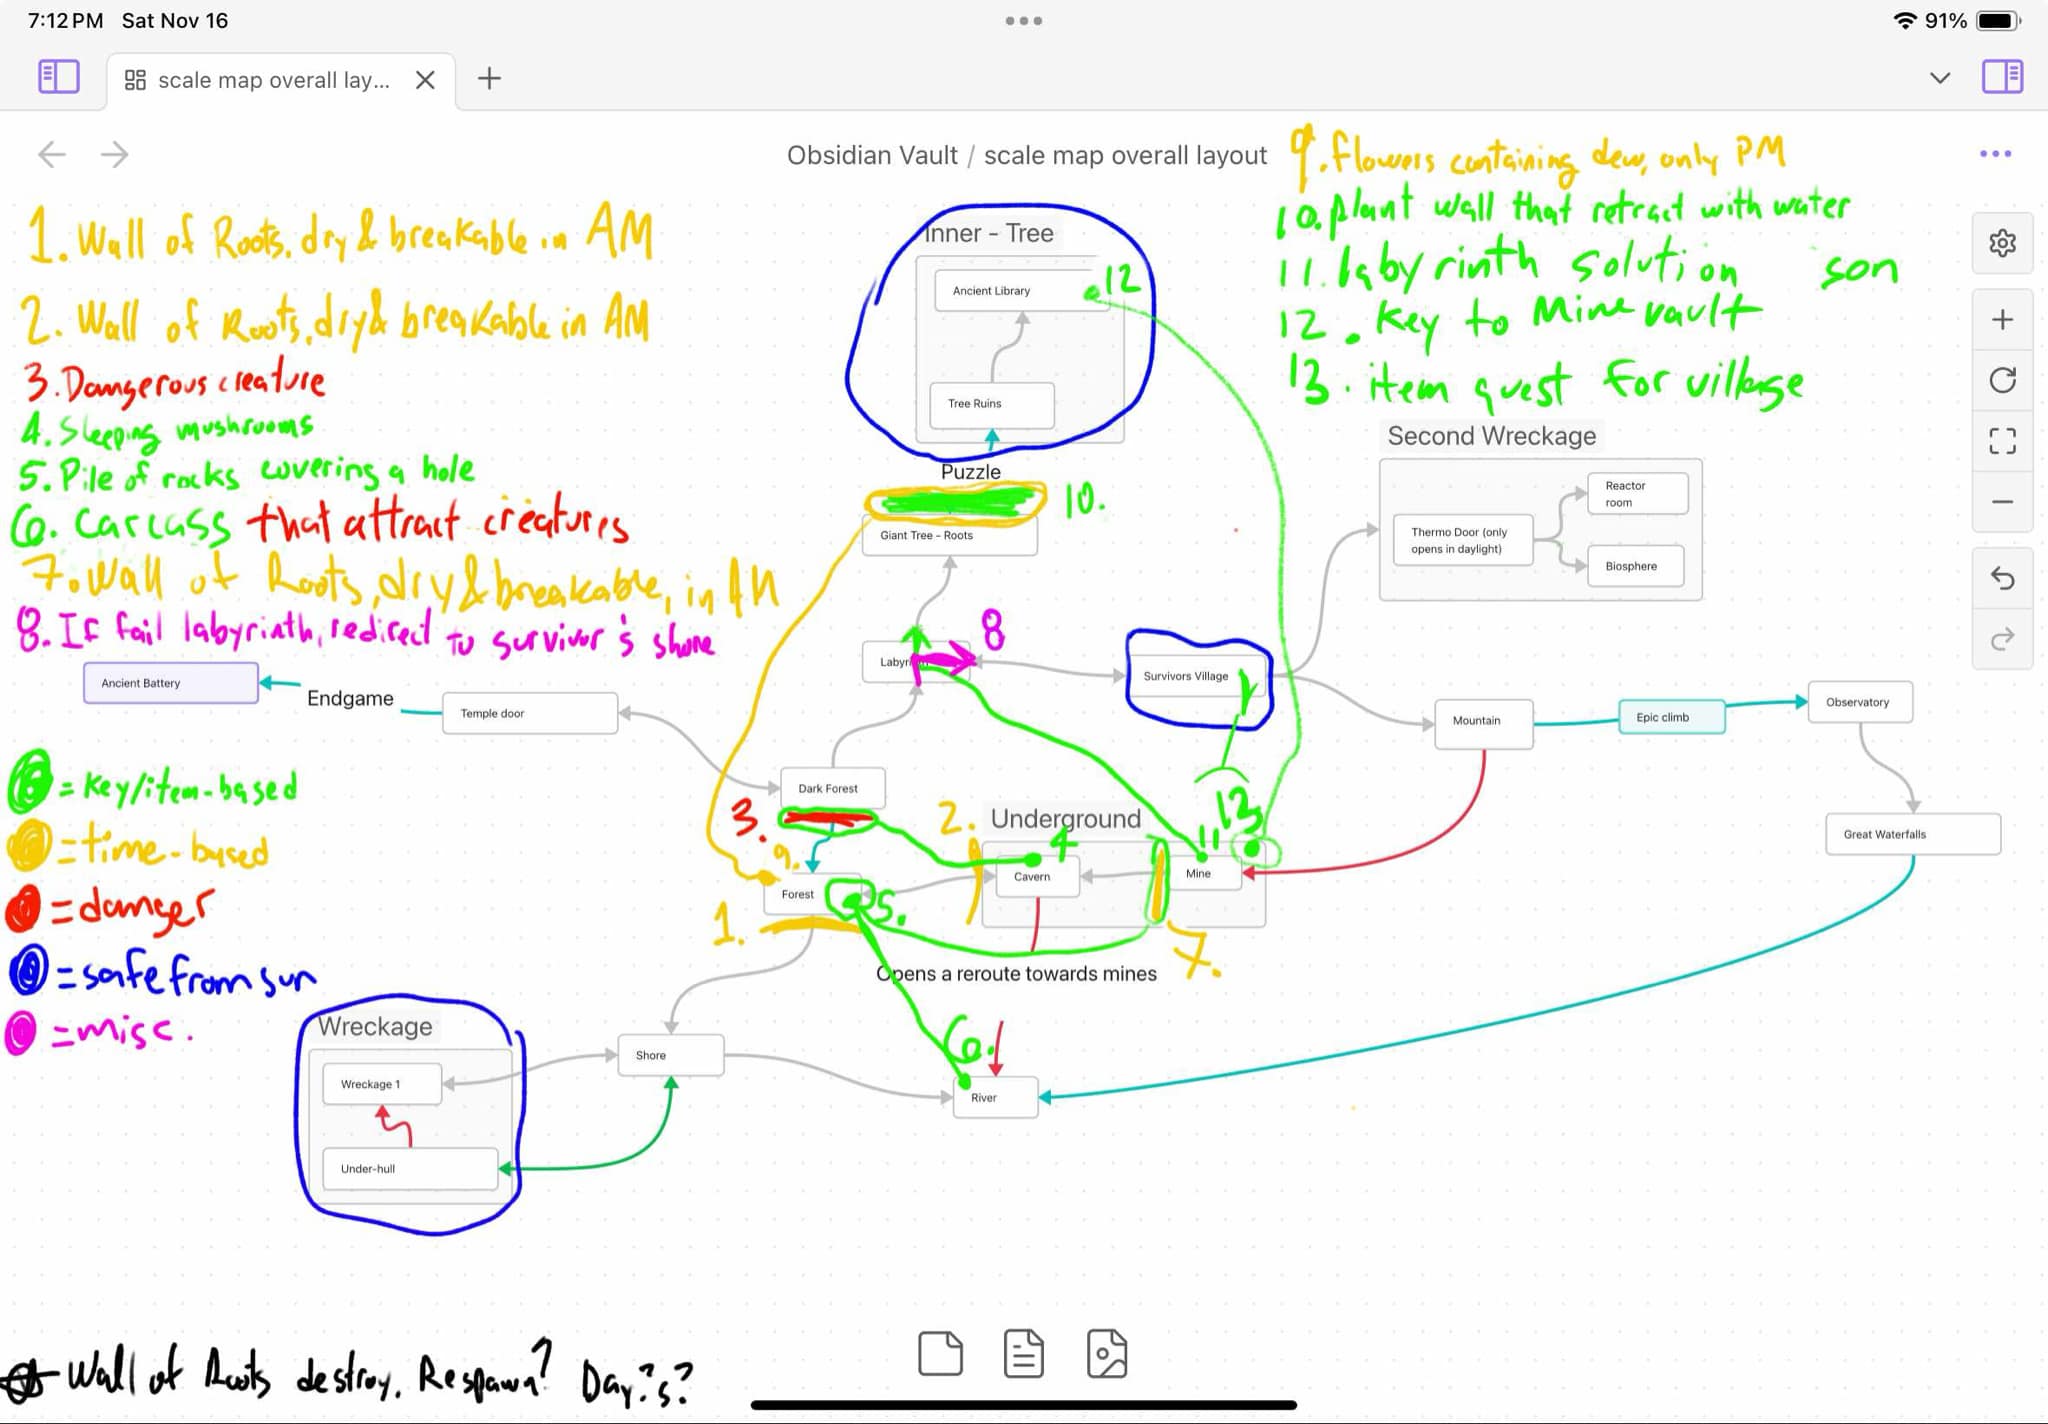 7:12 PM Sat Nov 16
91%
scale map overall lay...
Obsidian Vault / scale map overall layout
9. Flowers containing dew, only PM
10. plant wall that retract with water
11. labyrinth solution son
12. Key to Mine vault
13. item quest for village
1. Wall of Roots, dry & breakable in AM
2. Wall of Roots, dry & breakable in AM
3. Dangerous creature
4. Sleeping mushrooms
5. Pile of rocks covering a hole
6. Carcass that attract creatures
7. Wall of Roots, dry & breakable, in AM
8. If fail labyrinth, redirect to survivor's shore
Inner - Tree
Ancient Library
12
Tree Ruins
Puzzle
10.
Giant Tree - Roots
Second Wreckage
Reactor
room
Thermo Door (only
opens in daylight)
Biosphere
8
Labyr
Survivors Village
Ancient Battery
Endgame
Temple door
Mountain
Epic climb
Observatory
Great Waterfalls
= key/item-based
= time-based
= danger
= safe from sun
= misc.
Dark Forest
3.
2.
Underground
4
11
13
9.
Cavern
Mine
Forest
5.
1.
7.
Opens a reroute towards mines
Wreckage
Wreckage 1
Under-hull
Shore
6.
River
Wall of Roots destroy. Respawn? Day?s?